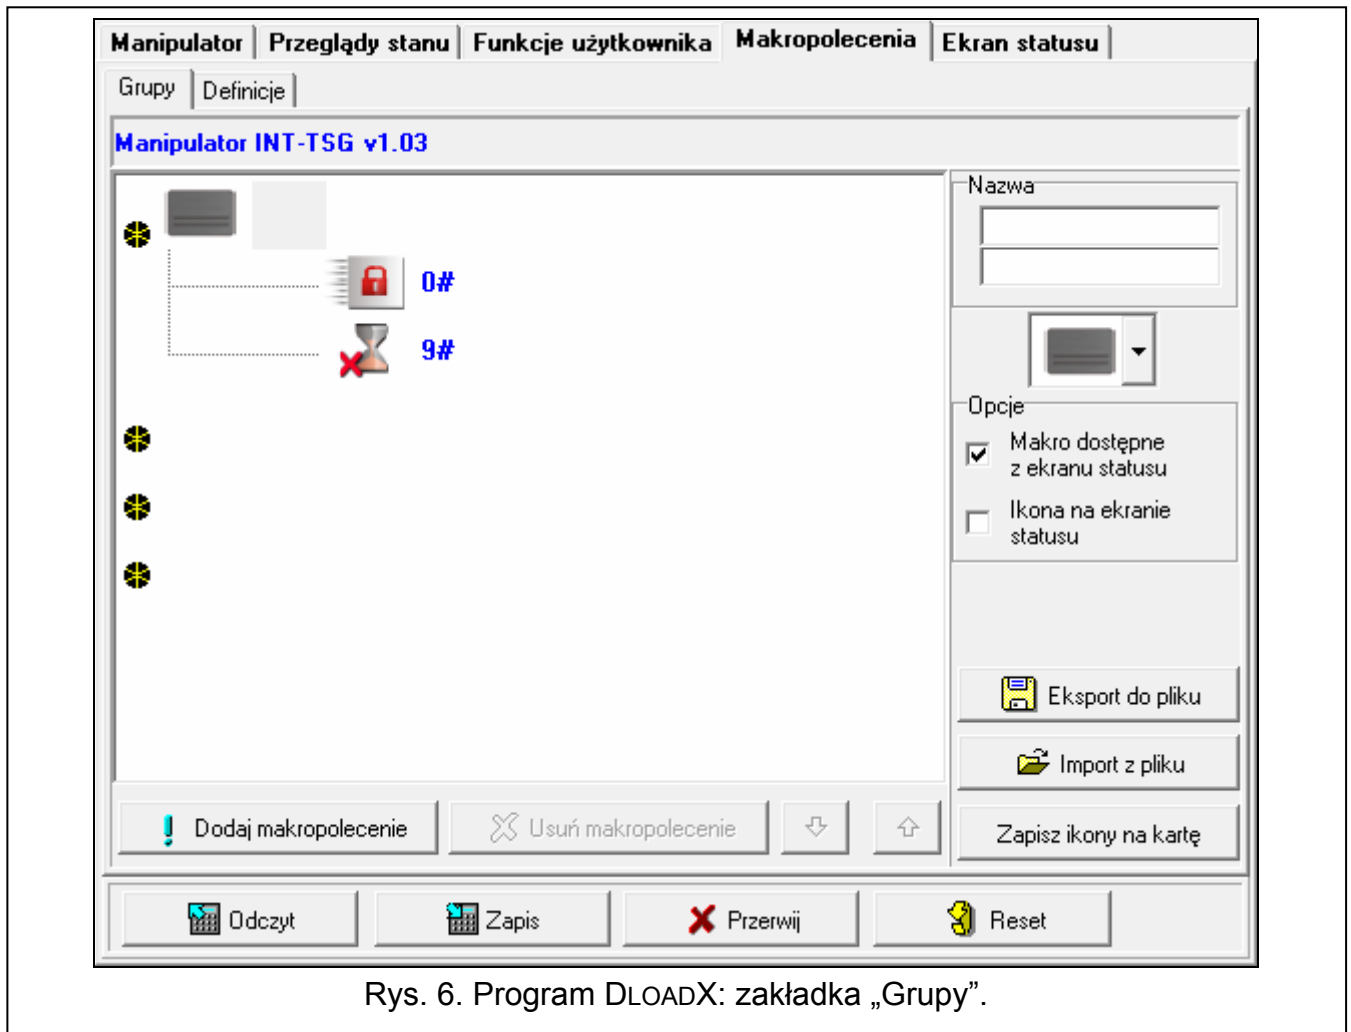 Manipulator Przeglądy stanu Funkcje użytkownika Makropolecenia Ekran statusu
Grupy Definicje
Manipulator INT-TSG v1.03
0#
9#
Nazwa
Opcje
Makro dostępne
z ekranu statusu
Ikona na ekranie
statusu
Eksport do pliku
Import z pliku
Zapisz ikony na kartę
Dodaj makropolecenie Usuń makropolecenie
Odczyt Zapis Przerwij Reset
Rys. 6. Program DLOADX: zakładka „Grupy”.